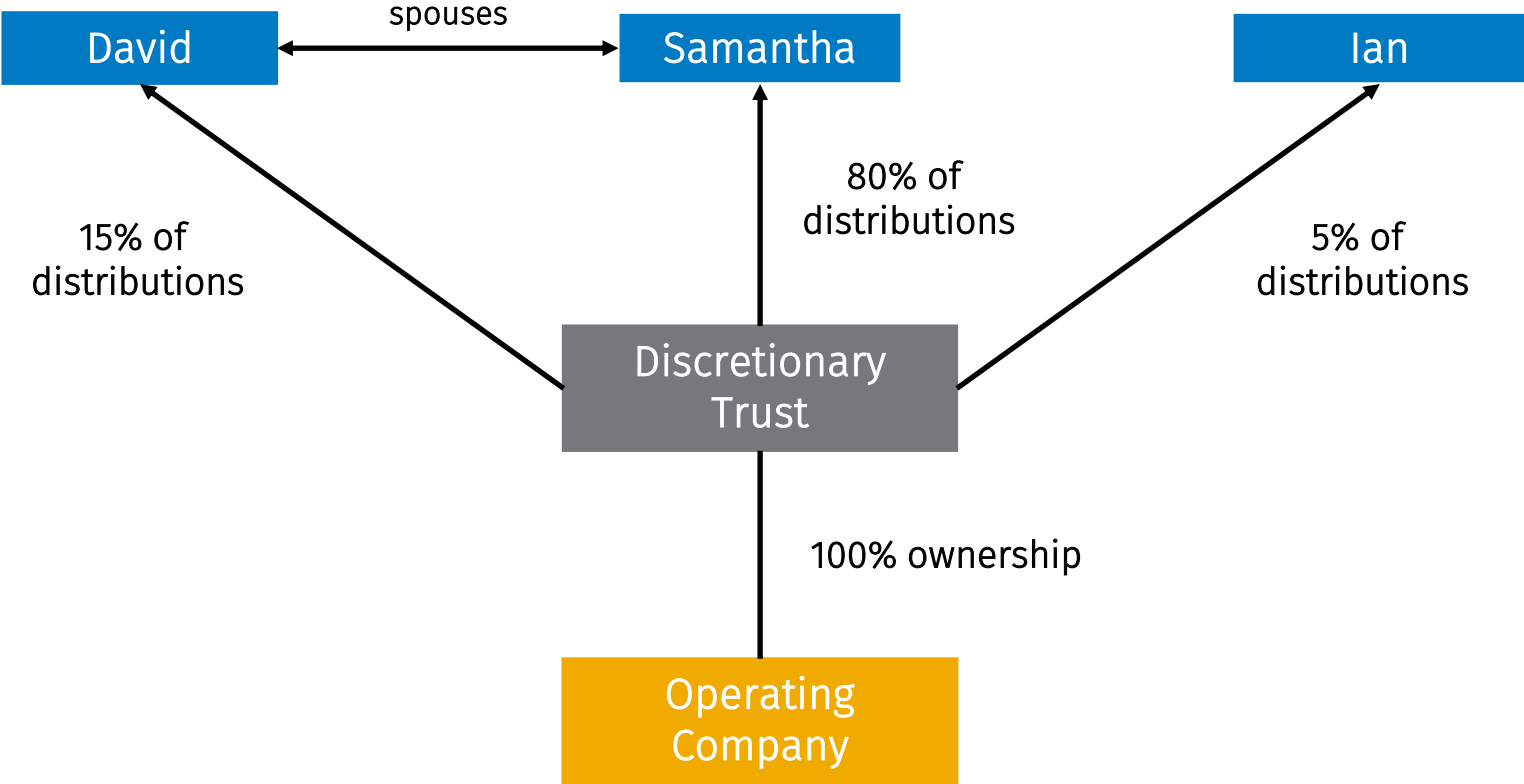 spouses
David
Samantha
Ian
80% of
distributions
15% of
distributions
5% of
distributions
Discretionary
Trust
100% ownership
Operating
Company